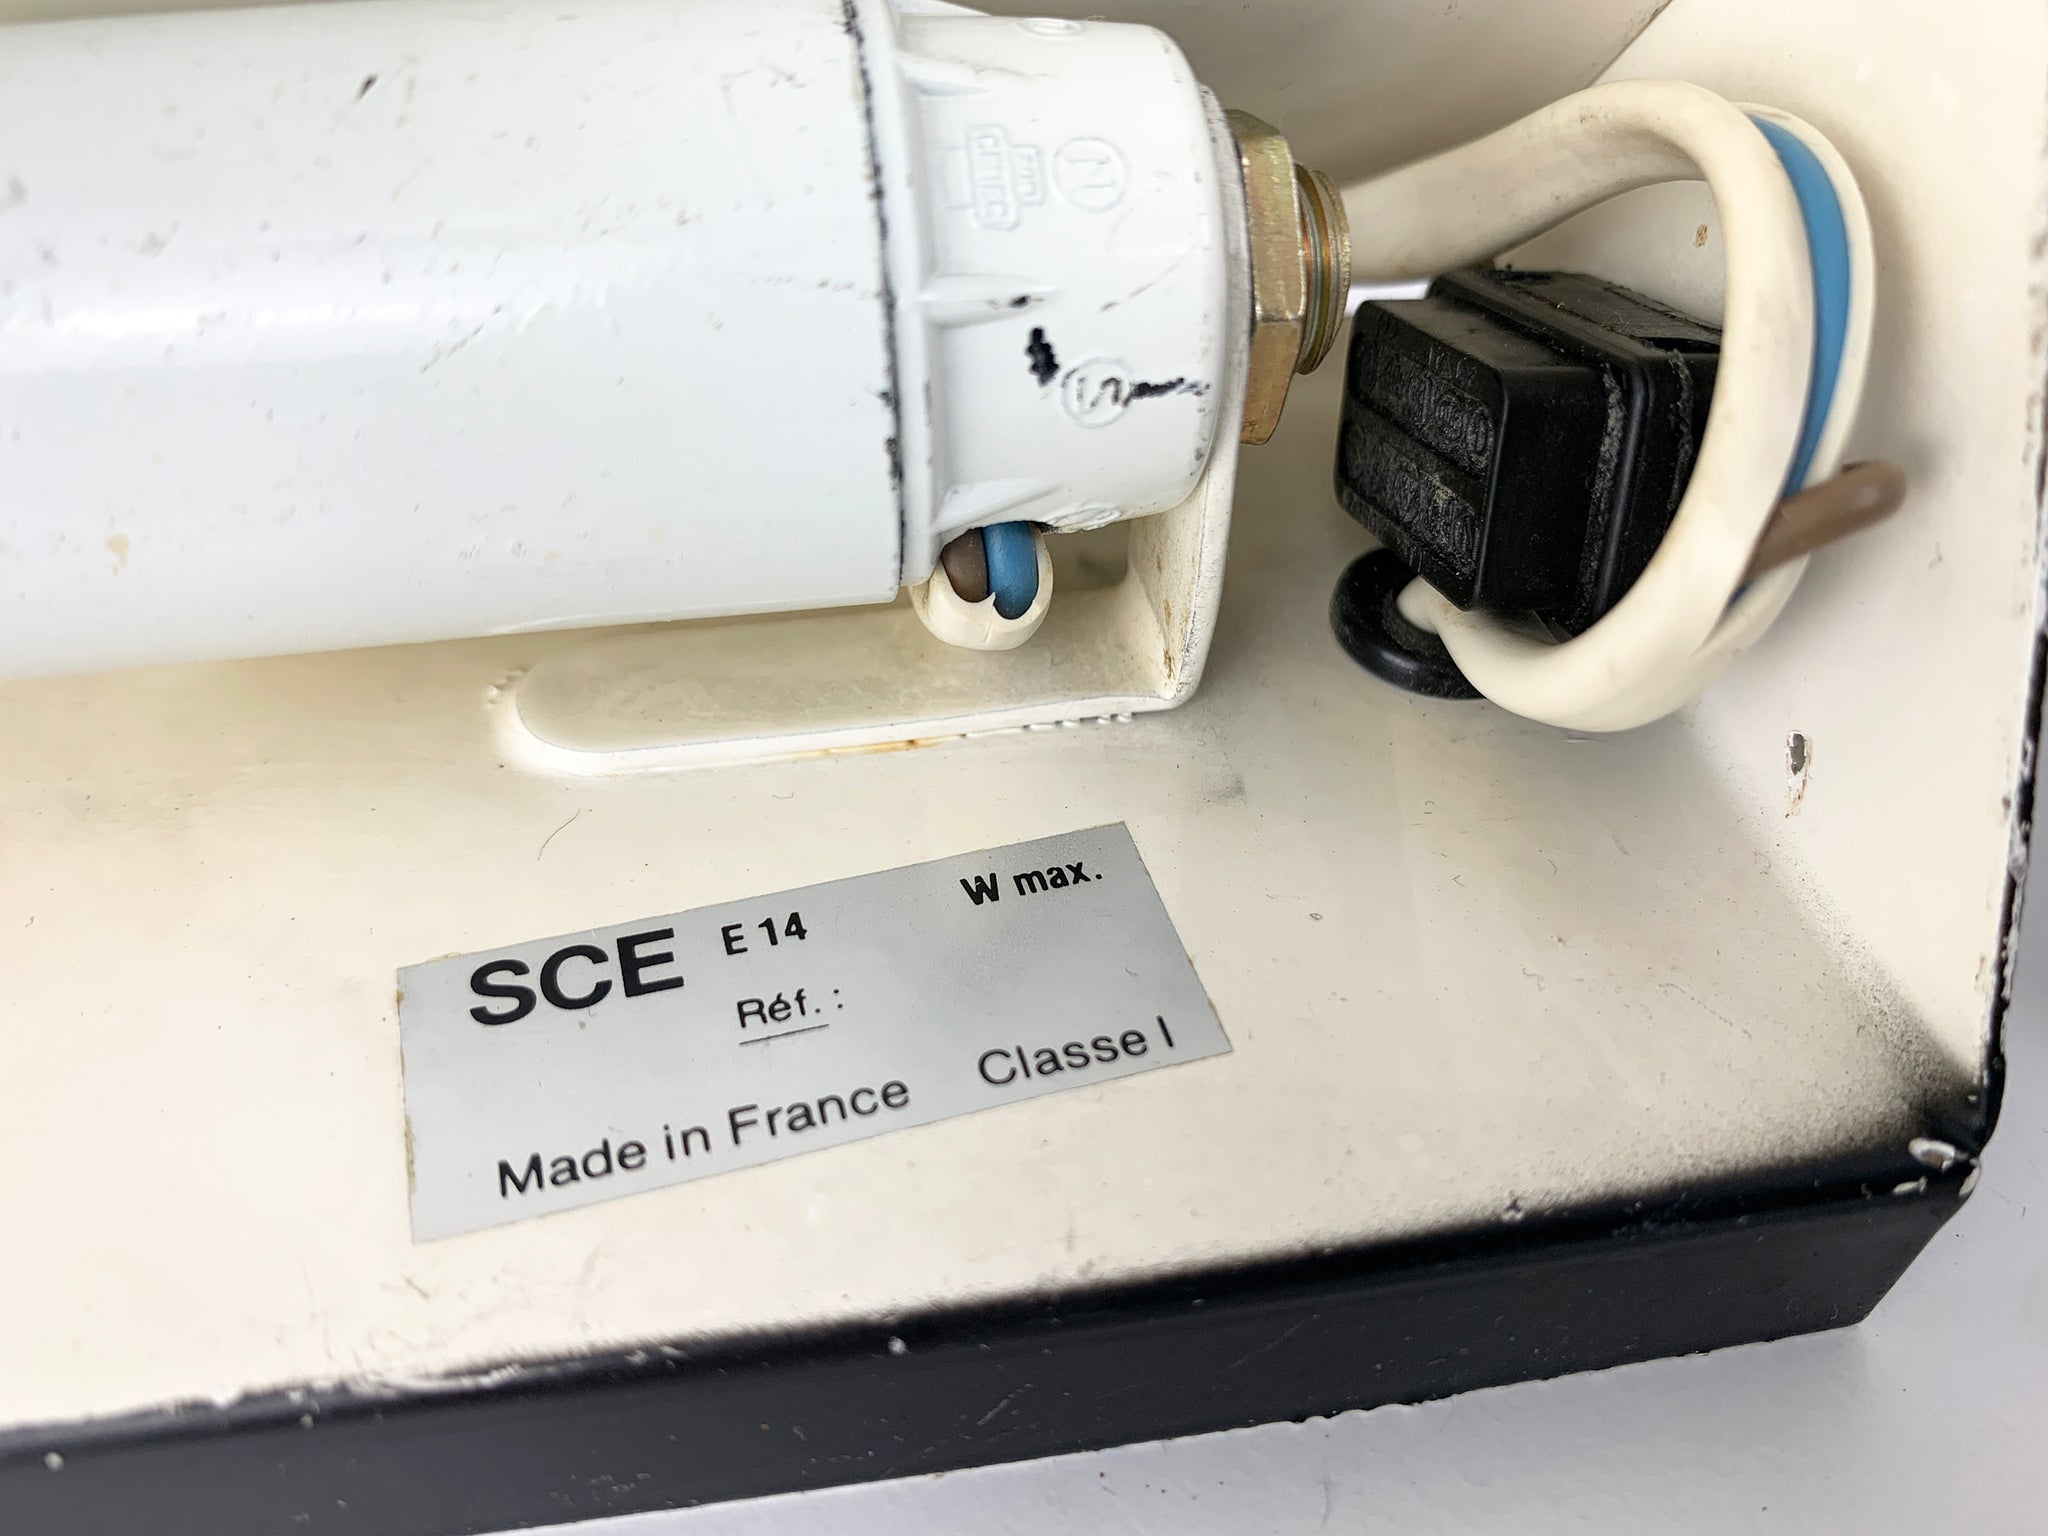 N
SCE E 14 W max.
Réf. :
Made in France Classe I